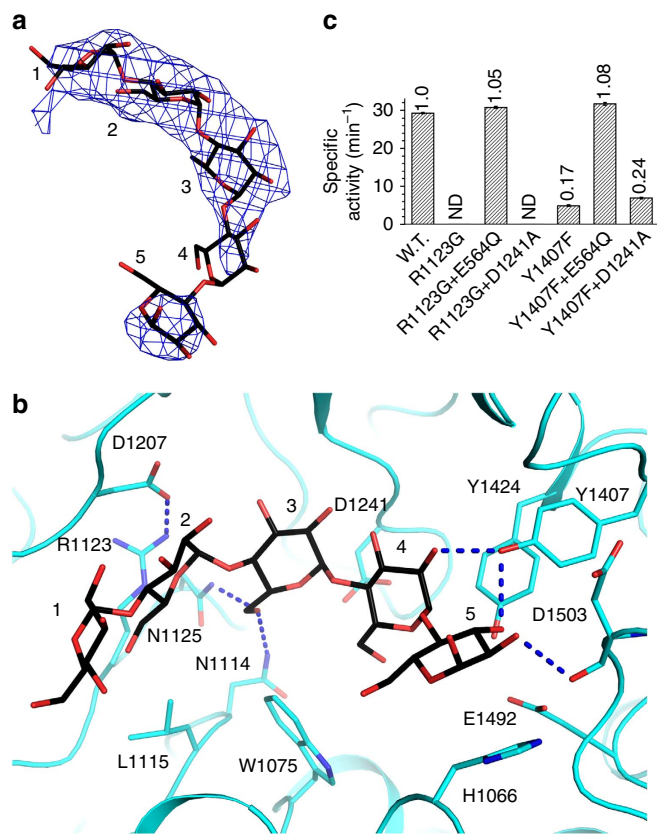 a
1
2
3
4
5
c
Specific
activity (min⁻¹)
30
20
10
0
1.0
ND
1.05
ND
0.17
1.08
0.24
W.T.
R1123G
R1123G+E564Q
R1123G+D1241A
Y1407F
Y1407F+E564Q
Y1407F+D1241A
b
D1207
R1123
1
2
3
D1241
4
Y1424
Y1407
5
D1503
N1125
N1114
E1492
L1115
W1075
H1066